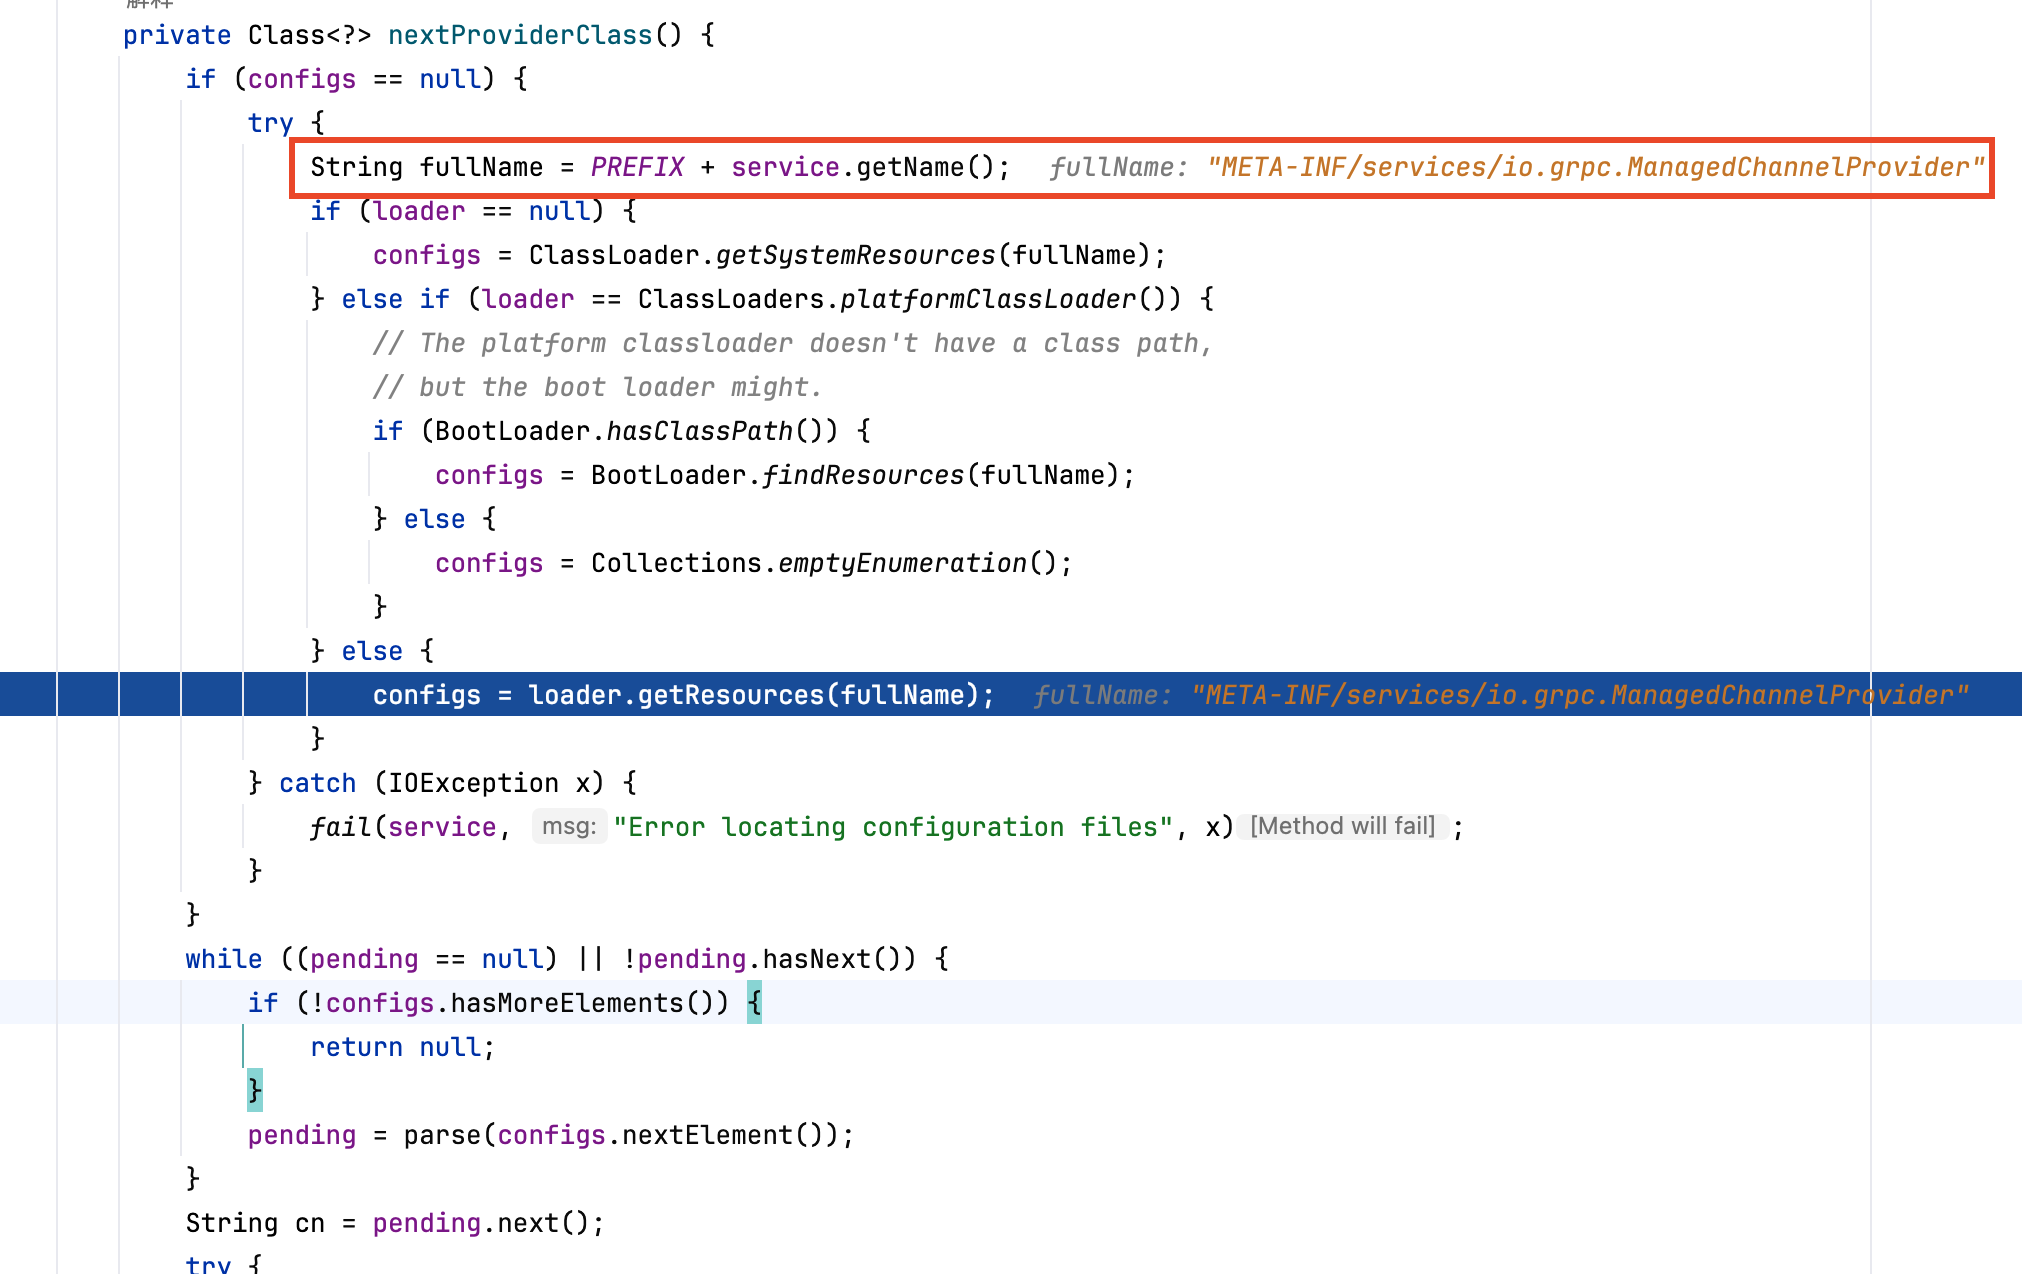 解释
private Class<?> nextProviderClass() {
if (configs == null) {
try {
String fullName = PREFIX + service.getName(); fullName: "META-INF/services/io.grpc.ManagedChannelProvider"
if (loader == null) {
configs = ClassLoader.getSystemResources(fullName);
} else if (loader == ClassLoaders.platformClassLoader()) {
// The platform classloader doesn't have a class path,
// but the boot loader might.
if (BootLoader.hasClassPath()) {
configs = BootLoader.findResources(fullName);
} else {
configs = Collections.emptyEnumeration();
}
} else {
configs = loader.getResources(fullName); fullName: "META-INF/services/io.grpc.ManagedChannelProvider"
}
} catch (IOException x) {
fail(service, msg: "Error locating configuration files", x) [Method will fail] ;
}
}
while ((pending == null) || !pending.hasNext()) {
if (!configs.hasMoreElements()) {
return null;
}
pending = parse(configs.nextElement());
}
String cn = pending.next();
try {